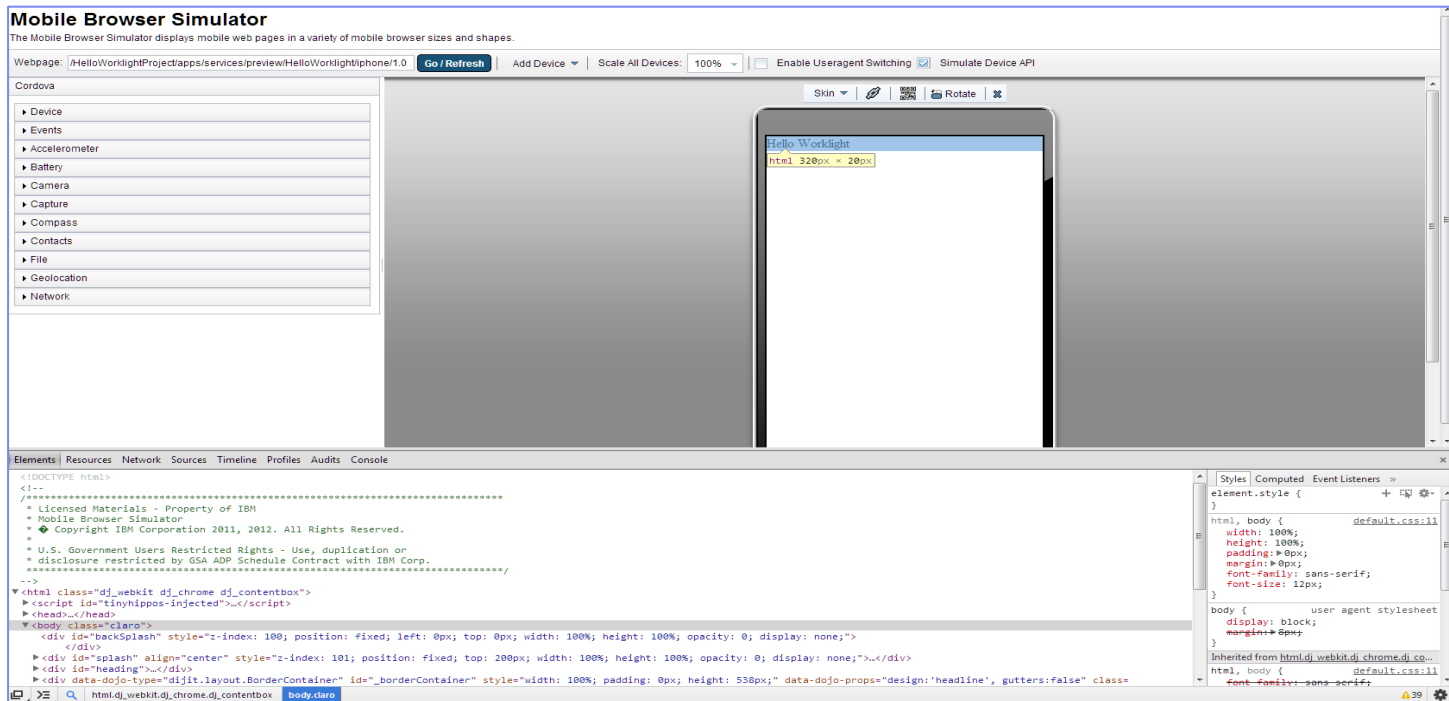 Mobile Browser Simulator
The Mobile Browser Simulator displays mobile web pages in a variety of mobile browser sizes and shapes.
Webpage: /HelloWorklightProject/apps/services/preview/HelloWorklight/iphone/1.0 Go / Refresh Add Device Scale All Devices: 100% Enable Useragent Switching Simulate Device API
Cordova
Device
Events
Accelerometer
Battery
Camera
Capture
Compass
Contacts
File
Geolocation
Network
Skin Rotate
Hello Worklight
html 320px × 20px
Elements Resources Network Sources Timeline Profiles Audits Console
<!DOCTYPE html>
<!--
/******************************************************************************
* Licensed Materials - Property of IBM
* Mobile Browser Simulator
* � Copyright IBM Corporation 2011, 2012. All Rights Reserved.
*
* U.S. Government Users Restricted Rights - Use, duplication or
* disclosure restricted by GSA ADP Schedule Contract with IBM Corp.
******************************************************************************/
-->
▼<html class="dj_webkit dj_chrome dj_contentbox">
▶<script id="tinyhippos-injected">…</script>
▶<head>…</head>
▼<body class="claro">
<div id="backSplash" style="z-index: 100; position: fixed; left: 0px; top: 0px; width: 100%; height: 100%; opacity: 0; display: none;">
</div>
▶<div id="splash" align="center" style="z-index: 101; position: fixed; top: 200px; width: 100%; height: 100%; opacity: 0; display: none;">…</div>
▶<div id="heading">…</div>
▶<div data-dojo-type="dijit.layout.BorderContainer" id="_borderContainer" style="width: 100%; padding: 0px; height: 538px;" data-dojo-props="design:'headline', gutters:false" class=
html.dj_webkit.dj_chrome.dj_contentbox body.claro
Styles Computed Event Listeners »
element.style {
}
html, body { default.css:11
width: 100%;
height: 100%;
padding:▶0px;
margin:▶0px;
font-family: sans-serif;
font-size: 12px;
}
body { user agent stylesheet
display: block;
margin:▶8px;
}
Inherited from html.dj_webkit.dj_chrome.dj_co…
html, body { default.css:11
font-family: sans-serif;
39